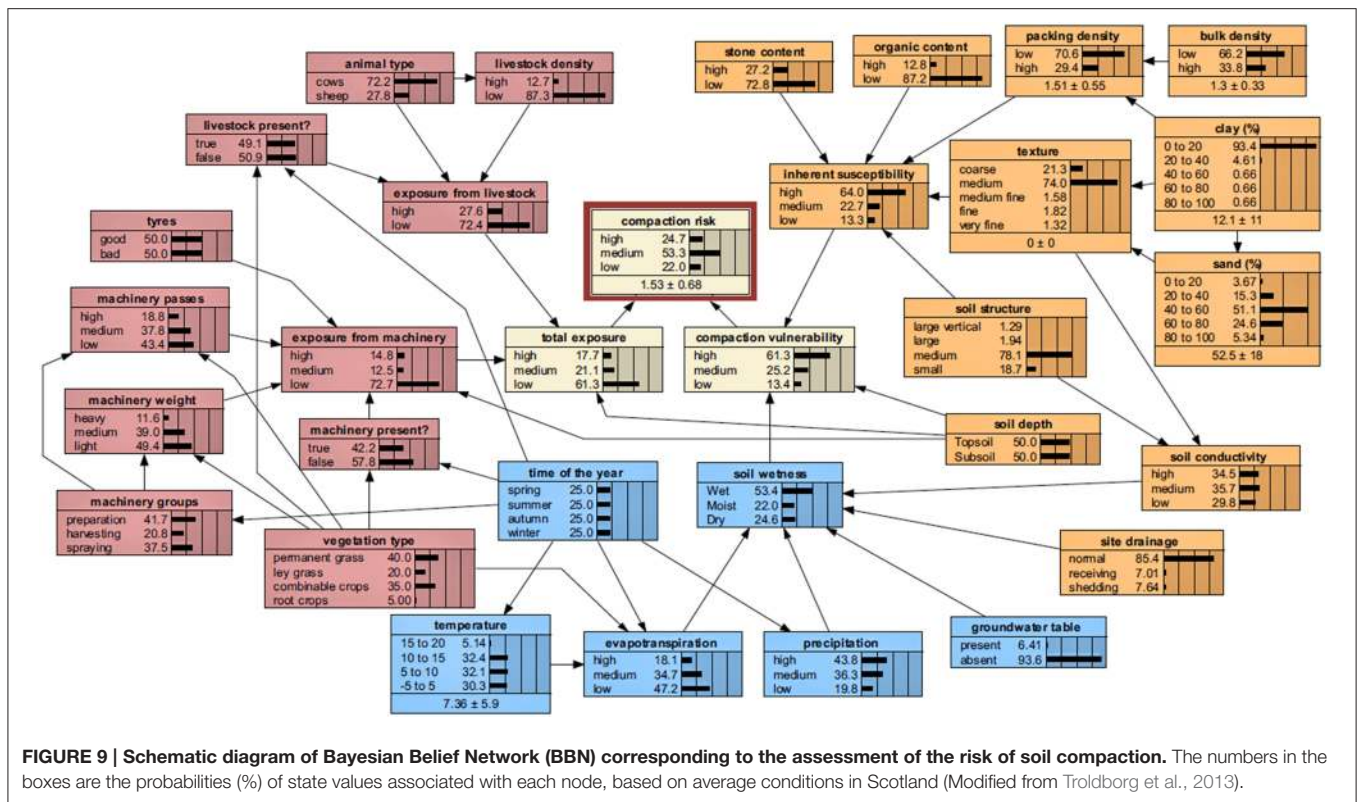 animal type
cows 72.2
sheep 27.8
livestock density
high 12.7
low 87.3
stone content
high 27.2
low 72.8
organic content
high 12.8
low 87.2
packing density
low 70.6
high 29.4
1.51 ± 0.55
bulk density
low 66.2
high 33.8
1.3 ± 0.33
livestock present?
true 49.1
false 50.9
exposure from livestock
high 27.6
low 72.4
inherent susceptibility
high 64.0
medium 22.7
low 13.3
texture
coarse 21.3
medium 74.0
medium fine 1.58
fine 1.82
very fine 1.32
0 ± 0
clay (%)
0 to 20 93.4
20 to 40 4.61
40 to 60 0.66
60 to 80 0.66
80 to 100 0.66
12.1 ± 11
tyres
good 50.0
bad 50.0
compaction risk
high 24.7
medium 53.3
low 22.0
1.53 ± 0.68
sand (%)
0 to 20 3.67
20 to 40 15.3
40 to 60 51.1
60 to 80 24.6
80 to 100 5.34
52.5 ± 18
machinery passes
high 18.8
medium 37.8
low 43.4
exposure from machinery
high 14.8
medium 12.5
low 72.7
total exposure
high 17.7
medium 21.1
low 61.3
compaction vulnerability
high 61.3
medium 25.2
low 13.4
soil structure
large vertical 1.29
large 1.94
medium 78.1
small 18.7
machinery weight
heavy 11.6
medium 39.0
light 49.4
machinery present?
true 42.2
false 57.8
soil depth
Topsoil 50.0
Subsoil 50.0
machinery groups
preparation 41.7
harvesting 20.8
spraying 37.5
time of the year
spring 25.0
summer 25.0
autumn 25.0
winter 25.0
soil wetness
Wet 53.4
Moist 22.0
Dry 24.6
soil conductivity
high 34.5
medium 35.7
low 29.8
vegetation type
permanent grass 40.0
ley grass 20.0
combinable crops 35.0
root crops 5.00
site drainage
normal 85.4
receiving 7.01
shedding 7.64
temperature
15 to 20 5.14
10 to 15 32.4
5 to 10 32.1
-5 to 5 30.3
7.36 ± 5.9
evapotranspiration
high 18.1
medium 34.7
low 47.2
precipitation
high 43.8
medium 36.3
low 19.8
groundwater table
present 6.41
absent 93.6
FIGURE 9 | Schematic diagram of Bayesian Belief Network (BBN) corresponding to the assessment of the risk of soil compaction. The numbers in the
boxes are the probabilities (%) of state values associated with each node, based on average conditions in Scotland (Modified from Troldborg et al., 2013).